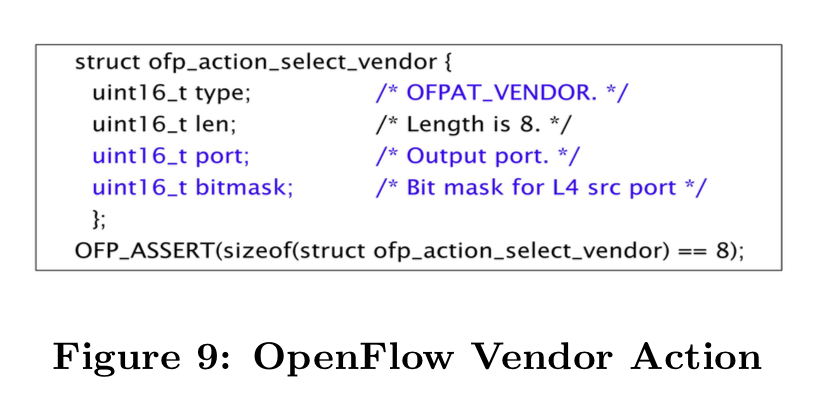 struct ofp_action_select_vendor {
uint16_t type; /* OFPAT_VENDOR. */
uint16_t len; /* Length is 8. */
uint16_t port; /* Output port. */
uint16_t bitmask; /* Bit mask for L4 src port */
};
OFP_ASSERT(sizeof(struct ofp_action_select_vendor) == 8);
Figure 9: OpenFlow Vendor Action